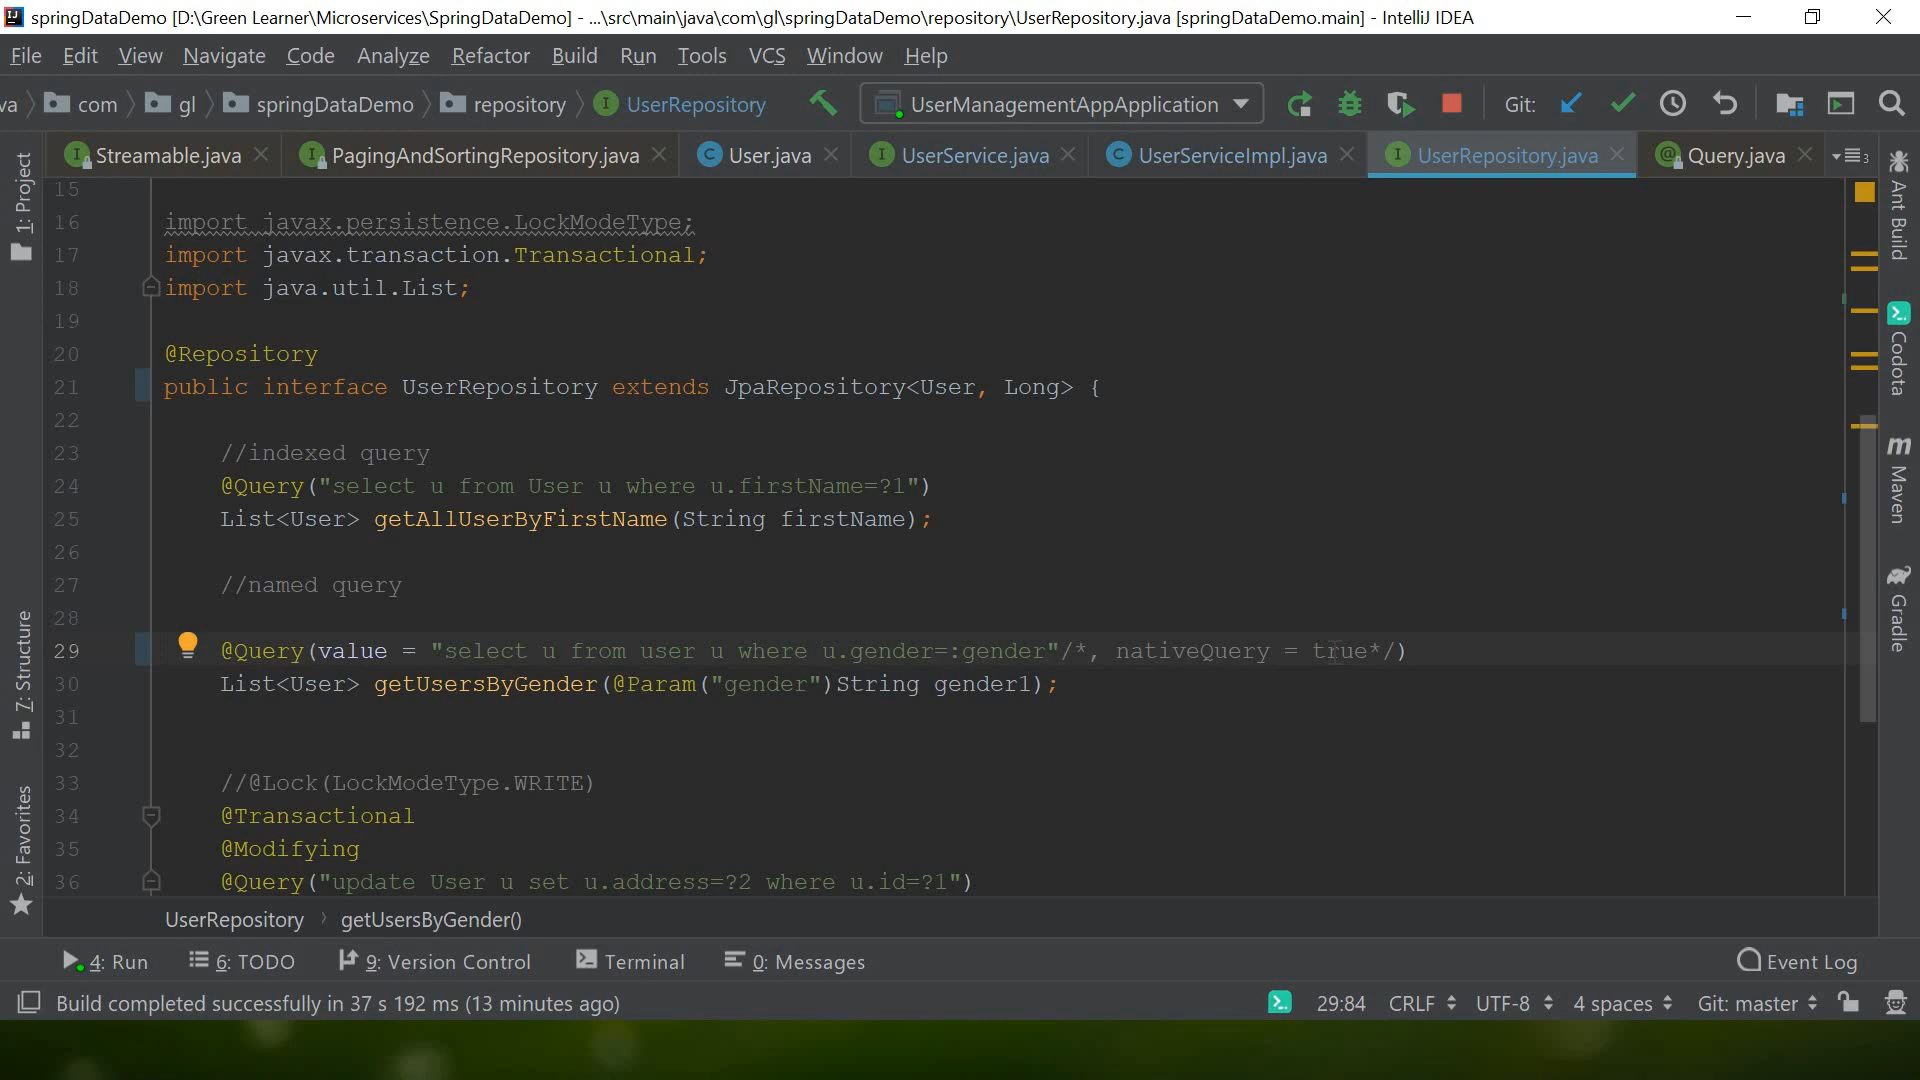 springDataDemo [D:\Green Learner\Microservices\SpringDataDemo] - ...\src\main\java\com\gl\springDataDemo\repository\UserRepository.java [springDataDemo.main] - IntelliJ IDEA
File Edit View Navigate Code Analyze Refactor Build Run Tools VCS Window Help
va com gl springDataDemo repository I UserRepository UserManagementAppApplication Git:
Streamable.java PagingAndSortingRepository.java User.java UserService.java UserServiceImpl.java UserRepository.java Query.java
15
16 import javax.persistence.LockModeType;
17 import javax.transaction.Transactional;
18 import java.util.List;
19
20 @Repository
21 public interface UserRepository extends JpaRepository<User, Long> {
22
23 //indexed query
24 @Query("select u from User u where u.firstName=?1")
25 List<User> getAllUserByFirstName(String firstName);
26
27 //named query
28
29 @Query(value = "select u from user u where u.gender=:gender"/*, nativeQuery = true*/)
30 List<User> getUsersByGender(@Param("gender")String gender1);
31
32
33 //@Lock(LockModeType.WRITE)
34 @Transactional
35 @Modifying
36 @Query("update User u set u.address=?2 where u.id=?1")
UserRepository getUsersByGender()
1: Project
7: Structure
2: Favorites
Ant Build
Codota
Maven
Gradle
4: Run 6: TODO 9: Version Control Terminal 0: Messages Event Log
Build completed successfully in 37 s 192 ms (13 minutes ago) 29:84 CRLF UTF-8 4 spaces Git: master